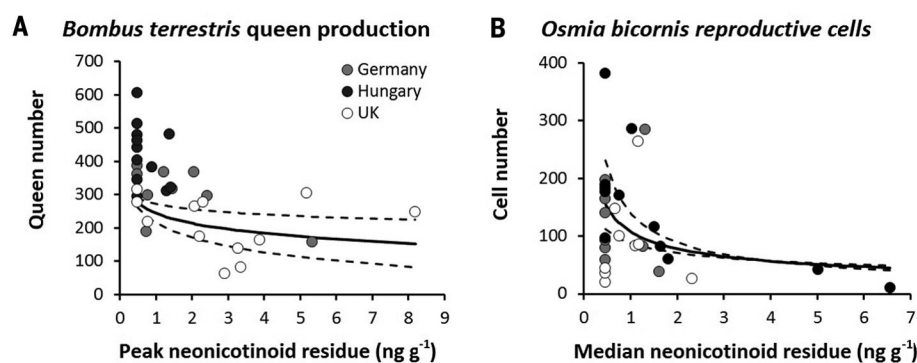 A Bombus terrestris queen production
Queen number
700
600
500
400
300
200
100
0
Germany
Hungary
UK
0 1 2 3 4 5 6 7 8 9
Peak neonicotinoid residue (ng g⁻¹)
B Osmia bicornis reproductive cells
Cell number
400
300
200
100
0
0 1 2 3 4 5 6 7
Median neonicotinoid residue (ng g⁻¹)